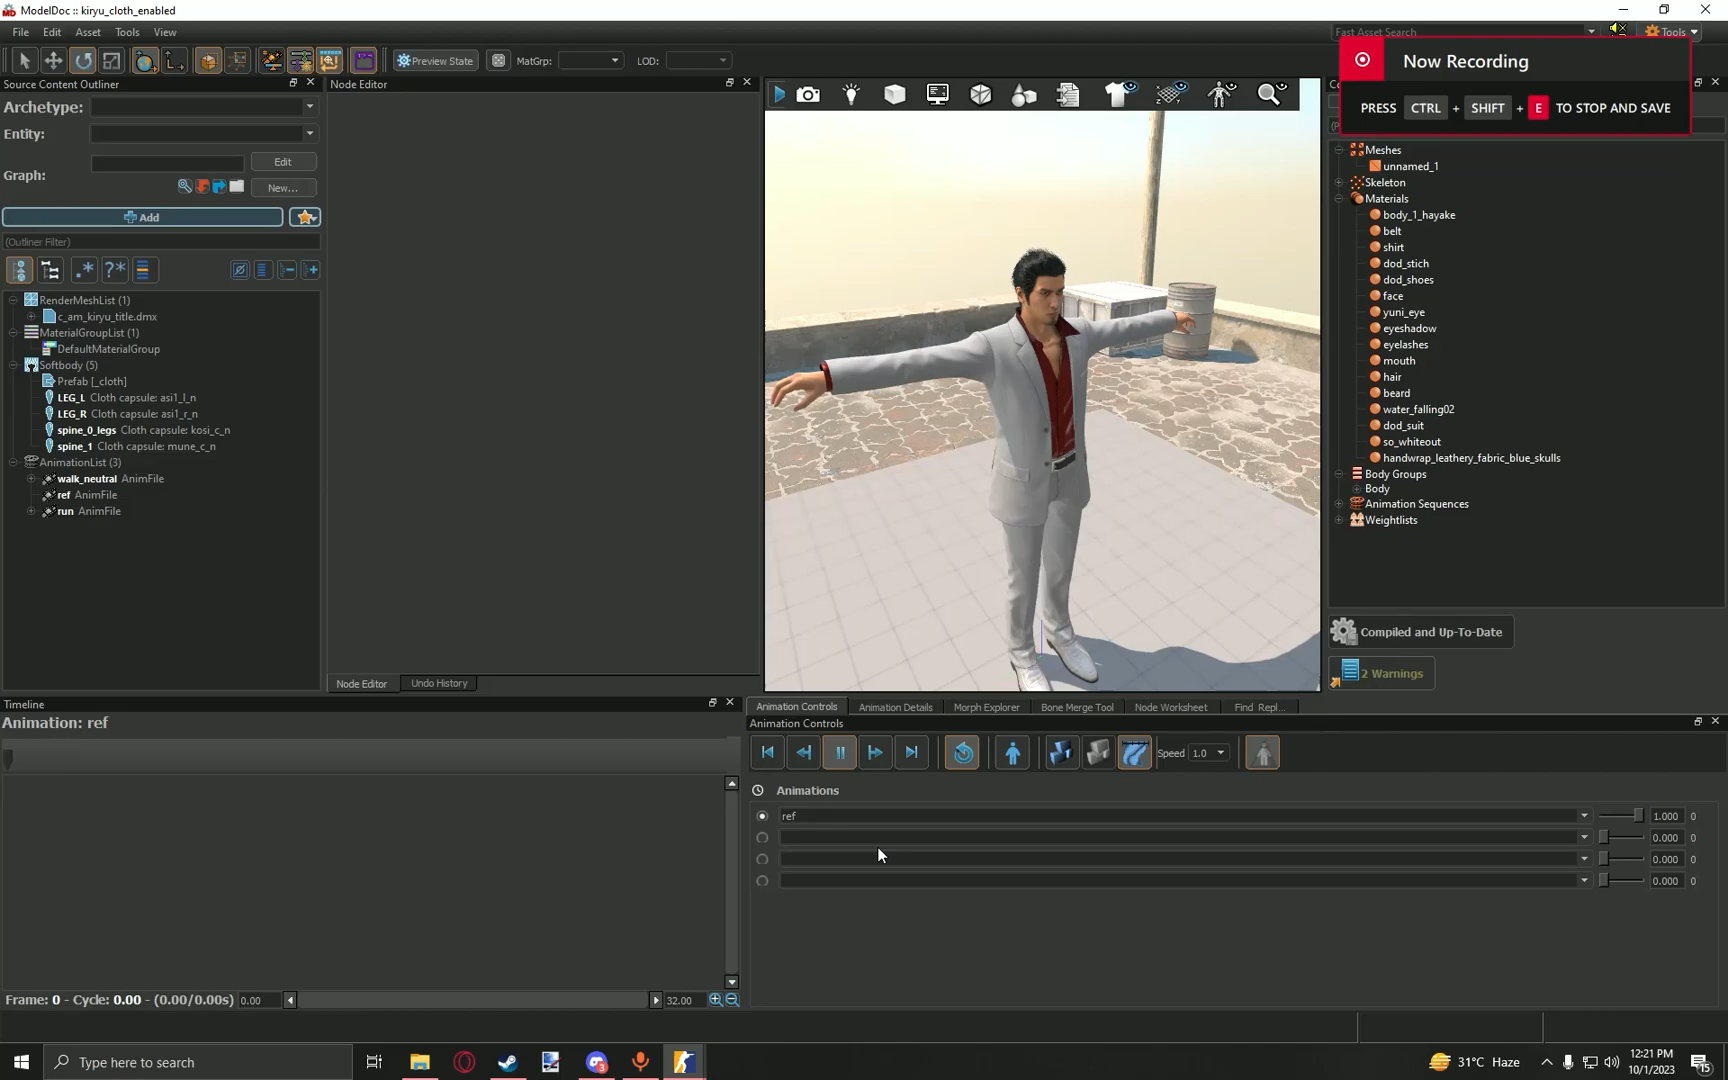 ModelDoc :: kiryu_cloth_enabled
File Edit Asset Tools View
Fast Asset Search
Tools
Preview State
MatGrp:
LOD:
Now Recording
PRESS CTRL + SHIFT + E TO STOP AND SAVE
Source Content Outliner
Archetype:
Entity:
Graph:
Edit
New...
Add
(Outliner Filter)
RenderMeshList (1)
c_am_kiryu_title.dmx
MaterialGroupList (1)
DefaultMaterialGroup
Softbody (5)
Prefab [_cloth]
LEG_L Cloth capsule: asi1_l_n
LEG_R Cloth capsule: asi1_r_n
spine_0_legs Cloth capsule: kosi_c_n
spine_1 Cloth capsule: mune_c_n
AnimationList (3)
walk_neutral AnimFile
ref AnimFile
run AnimFile
Node Editor
Node Editor
Undo History
Meshes
unnamed_1
Skeleton
Materials
body_1_hayake
belt
shirt
dod_stich
dod_shoes
face
yuni_eye
eyeshadow
eyelashes
mouth
hair
beard
water_falling02
dod_suit
so_whiteout
handwrap_leathery_fabric_blue_skulls
Body Groups
Body
Animation Sequences
Weightlists
Compiled and Up-To-Date
2 Warnings
Timeline
Animation: ref
Frame: 0 - Cycle: 0.00 - (0.00/0.00s) 0.00
32.00
Animation Controls
Animation Details
Morph Explorer
Bone Merge Tool
Node Worksheet
Find Repl...
Animation Controls
Speed 1.0
Animations
ref 1.000 0
0.000 0
0.000 0
0.000 0
Type here to search
3
31°C Haze
12:21 PM
10/1/2023
15